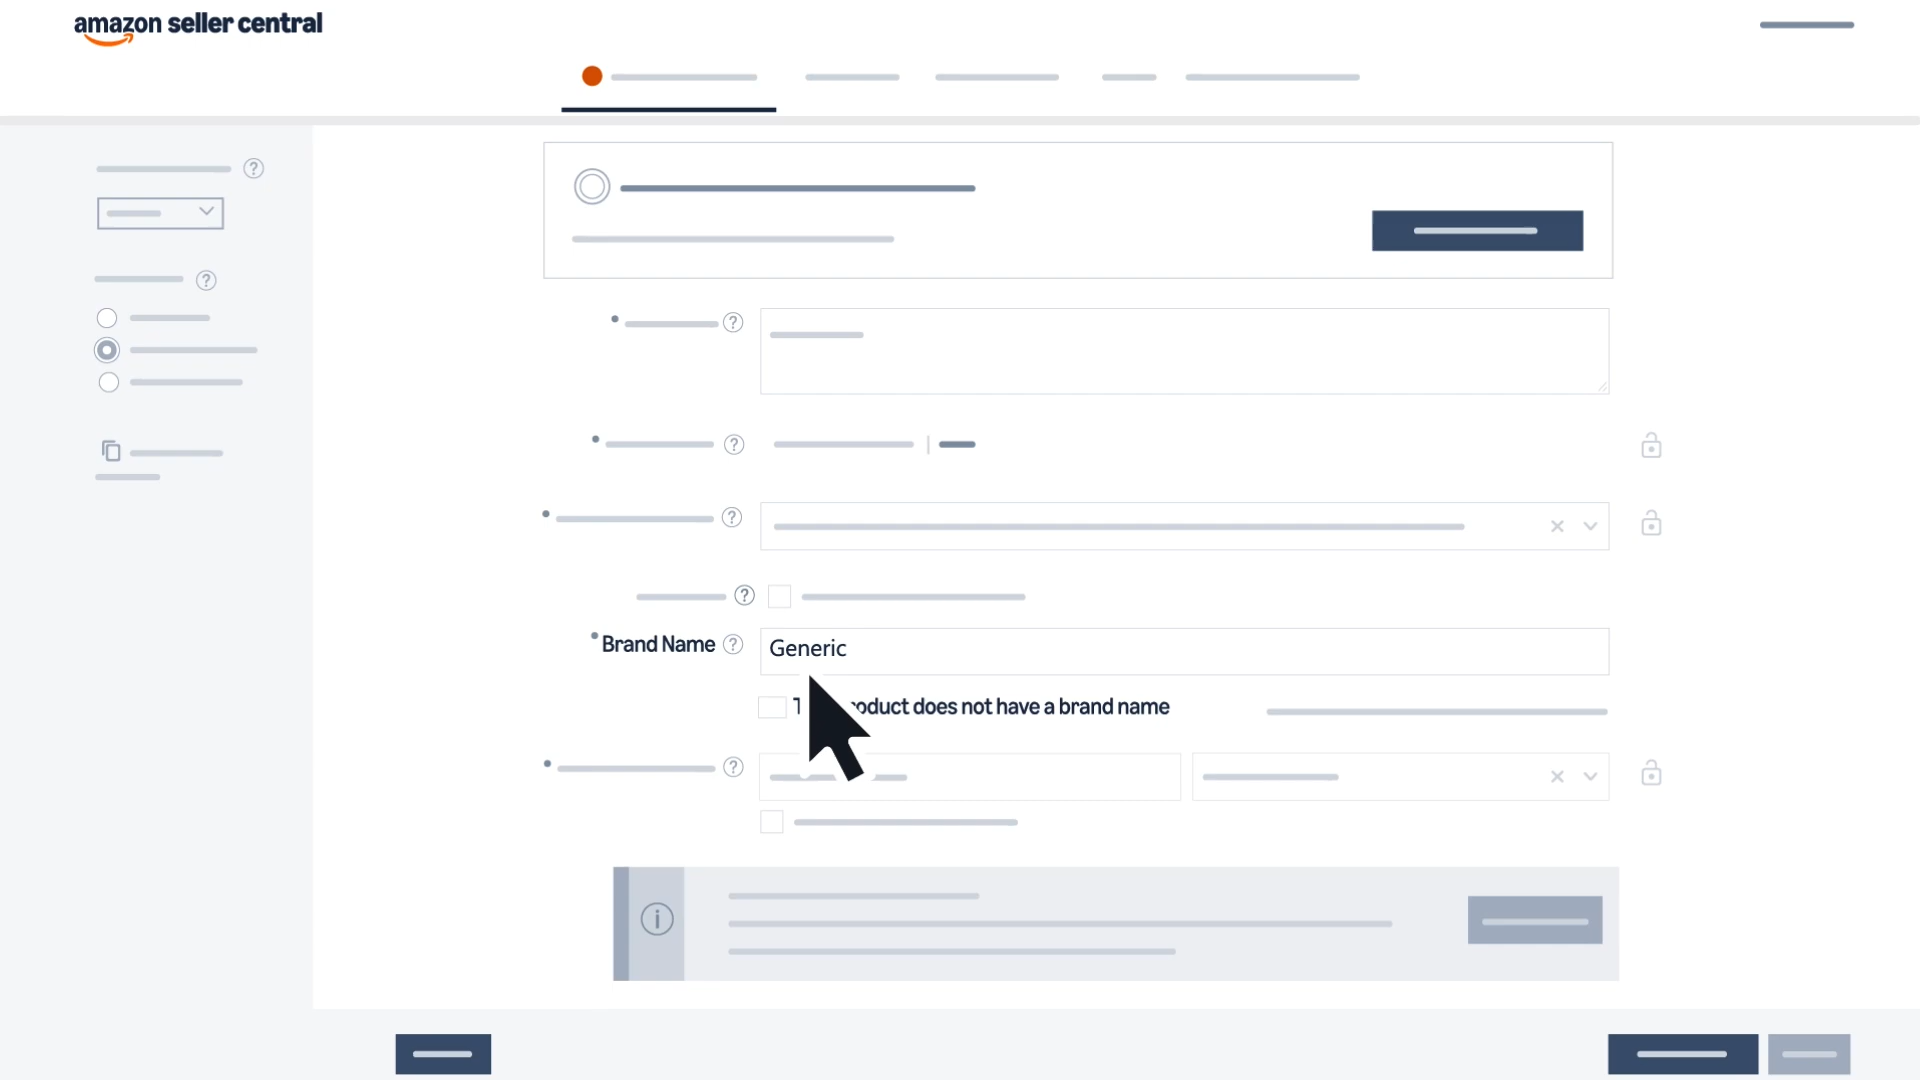 amazon seller central
Brand Name
Generic
oduct does not have a brand name